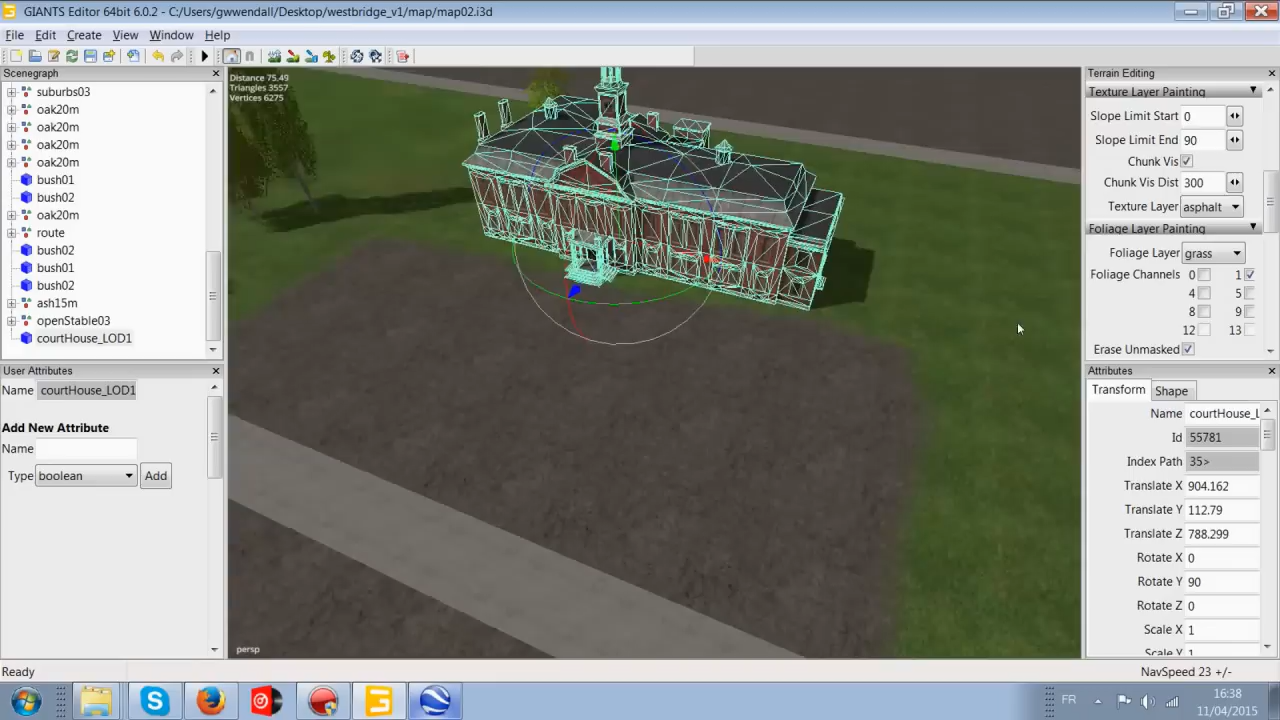 GIANTS Editor 64bit 6.0.2 - C:/Users/gwwendall/Desktop/westbridge_v1/map/map02.i3d
File Edit Create View Window Help
Scenegraph
suburbs03
oak20m
oak20m
oak20m
oak20m
bush01
bush02
oak20m
route
bush02
bush01
bush02
ash15m
openStable03
courtHouse_LOD1
User Attributes
Name courtHouse_LOD1
Add New Attribute
Name
Type boolean Add
Distance 75.49
Triangles 3557
Vertices 6275
persp
Terrain Editing
Texture Layer Painting
Slope Limit Start 0
Slope Limit End 90
Chunk Vis
Chunk Vis Dist 300
Texture Layer asphalt
Foliage Layer Painting
Foliage Layer grass
Foliage Channels 0 1
4 5
8 9
12 13
Erase Unmasked
Attributes
Transform Shape
Name courtHouse_L
Id 55781
Index Path 35>
Translate X 904.162
Translate Y 112.79
Translate Z 788.299
Rotate X 0
Rotate Y 90
Rotate Z 0
Scale X 1
Scale Y 1
Ready
NavSpeed 23 +/-
FR
16:38
11/04/2015